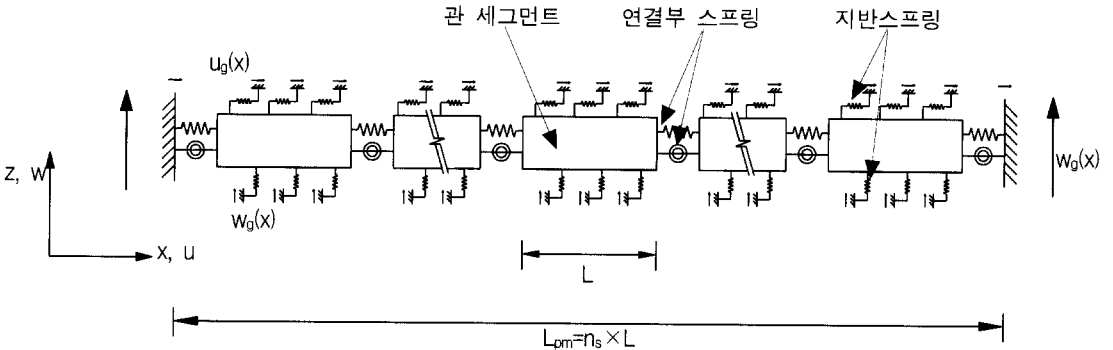 관 세그먼트
연결부 스프링
지반스프링
u_g(x)
z, w
w_g(x)
w_g(x)
x, u
L
L_pm=n_s×L